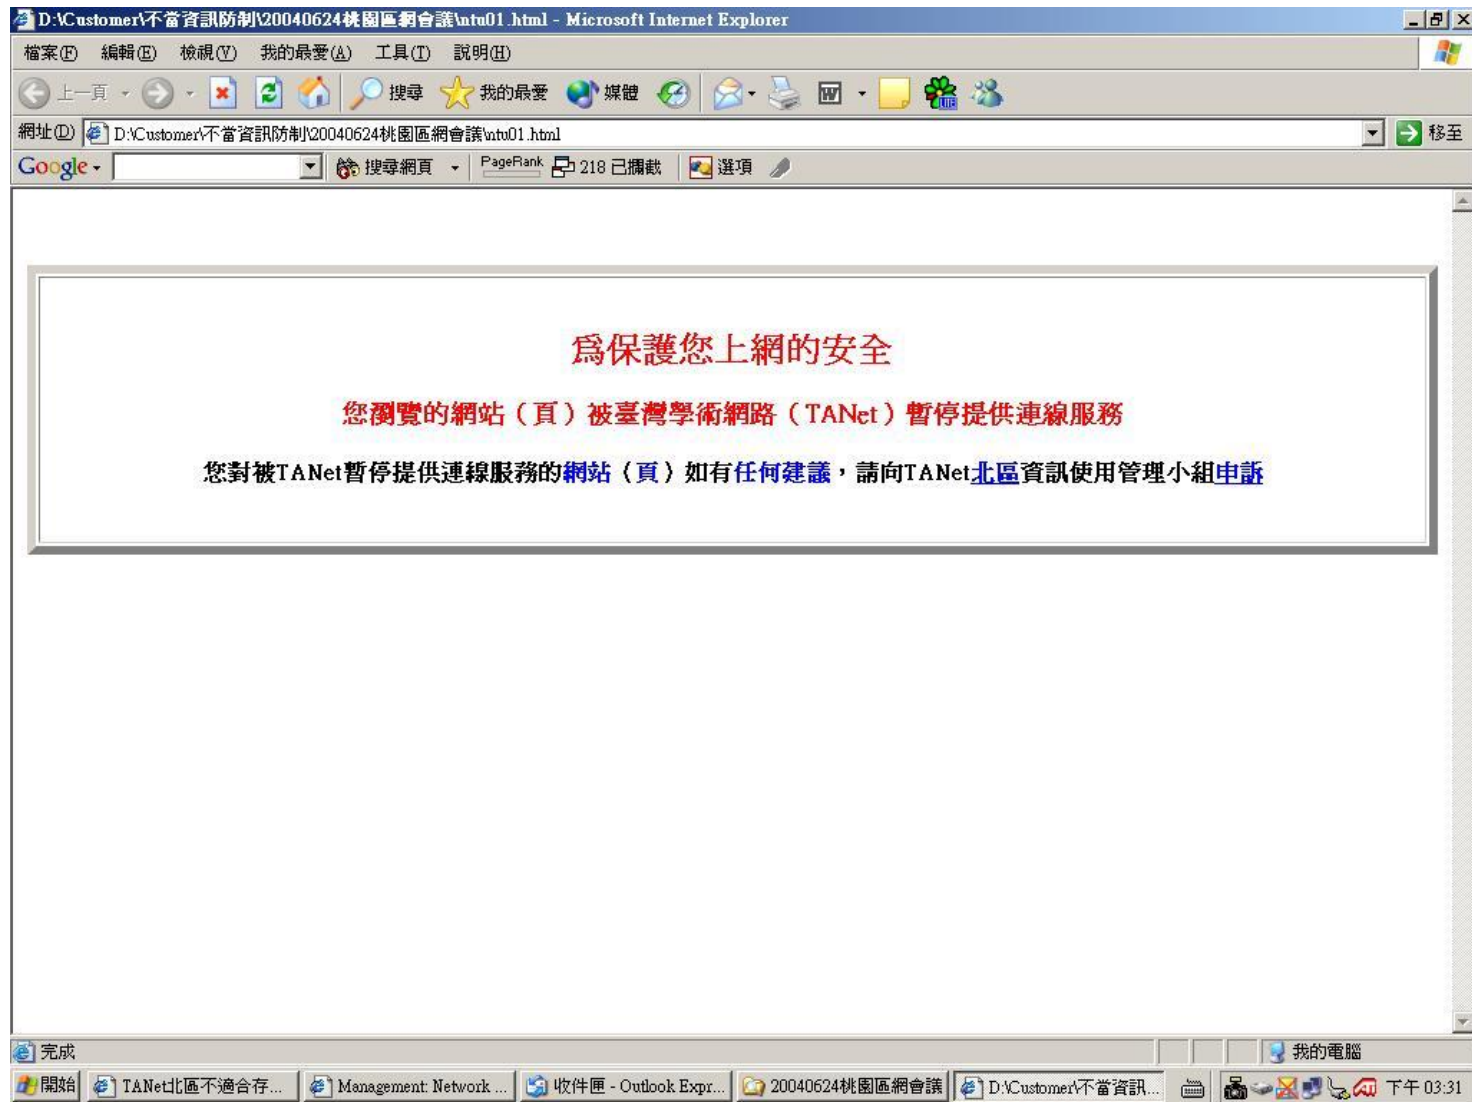 D:\Customer\不當資訊防制\20040624桃園區網會議\ntu01.html - Microsoft Internet Explorer
檔案(F) 編輯(E) 檢視(V) 我的最愛(A) 工具(T) 說明(H)
上一頁 搜尋 我的最愛 媒體
網址(D) D:\Customer\不當資訊防制\20040624桃園區網會議\ntu01.html 移至
Google 搜尋網頁 PageRank 218 已攔截 選項
為保護您上網的安全
您瀏覽的網站（頁）被臺灣學術網路（TANet）暫停提供連線服務
您對被TANet暫停提供連線服務的網站（頁）如有任何建議，請向TANet北區資訊使用管理小組申訴
完成 我的電腦
開始 TANet北區不適合存... Management: Network ... 收件匣 - Outlook Expr... 20040624桃園區網會議 D:\Customer\不當資訊... 下午 03:31